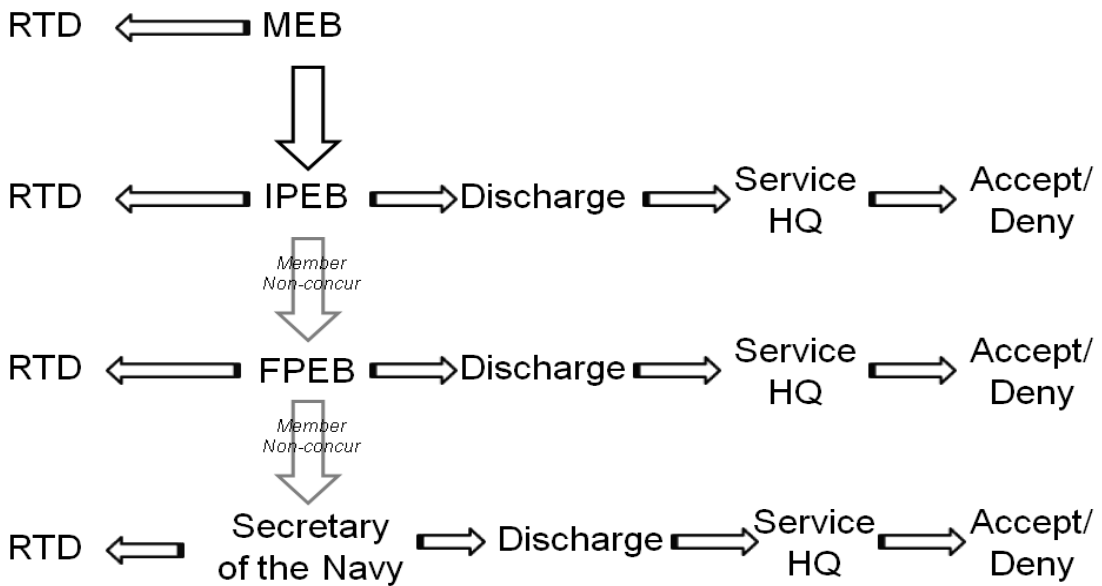 RTD MEB
RTD IPEB Discharge Service HQ Accept/ Deny
Member
Non-concur
RTD FPEB Discharge Service HQ Accept/ Deny
Member
Non-concur
RTD Secretary of the Navy Discharge Service HQ Accept/ Deny